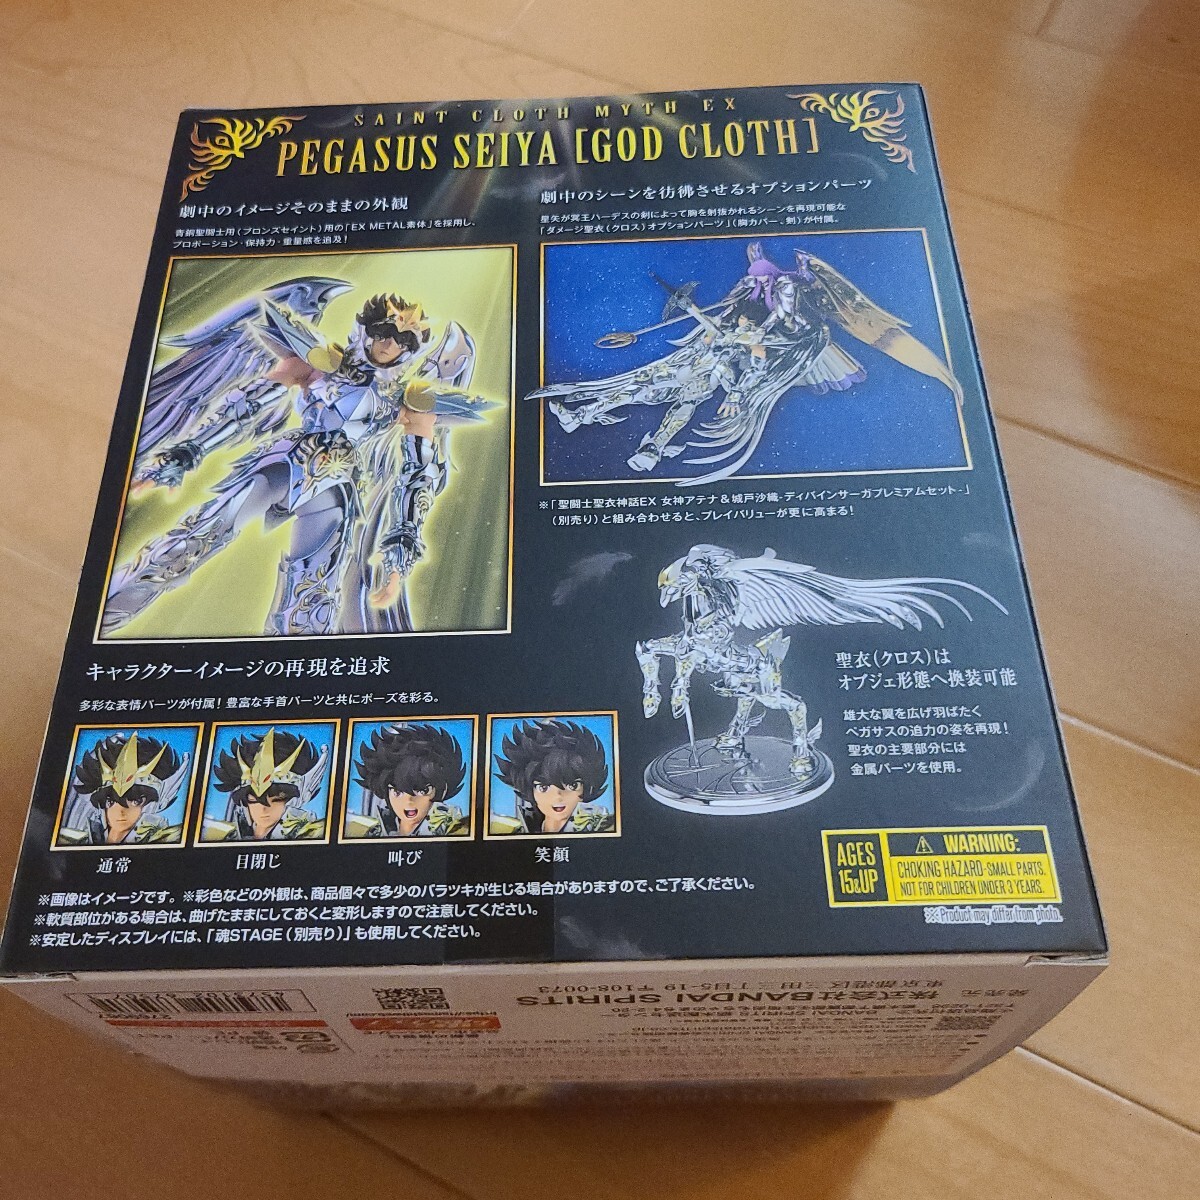 SAINT CLOTH MYTH EX
PEGASUS SEIYA [GOD CLOTH]
劇中のイメージそのままの外観
青銅聖闘士用(ブロンズセイント)用の「EX METAL素体」を採用し、
プロポーション・保持力・重量感を追及!
劇中のシーンを彷彿させるオプションパーツ
星矢が冥王ハーデスの剣によって胸を射抜かれるシーンを再現可能な
「ダメージ聖衣(クロス)オプションパーツ」(胸カバー、剣)が付属。
※「聖闘士聖衣神話EX 女神アテナ&城戸沙織-ディバインサーガプレミアムセット-」
(別売り)と組み合わせると、プレイバリューが更に高まる!
キャラクターイメージの再現を追求
多彩な表情パーツが付属!豊富な手首パーツと共にポーズを彩る。
通常
目閉じ
叫び
笑顔
聖衣(クロス)は
オブジェ形態へ換装可能
雄大な翼を広げ羽ばたく
ペガサスの迫力の姿を再現!
聖衣の主要部分には
金属パーツを使用。
AGES
15&UP
WARNING:
CHOKING HAZARD-SMALL PARTS.
NOT FOR CHILDREN UNDER 3 YEARS.
※Product may differ from photo.
※画像はイメージです。※彩色などの外観は、商品個々で多少のバラツキが生じる場合がありますので、ご了承ください。
※軟質部位がある場合は、曲げたままにしておくと変形しますので注意してください。
※安定したディスプレイには、「魂STAGE(別売り)」も使用してください。
発売元
株式会社BANDAI SPIRITS
東京都港区三田三丁目5-19 〒108-0073